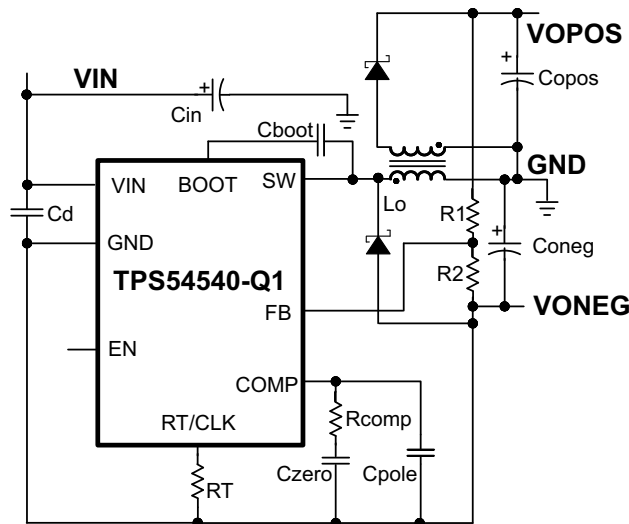 VOPOS
VIN
+
Copos
+
Cin
Cboot
GND
VIN
BOOT
SW
Lo
R1
Cd
GND
+
Coneg
TPS54540-Q1
R2
FB
VONEG
EN
COMP
RT/CLK
Rcomp
RT
Czero
Cpole